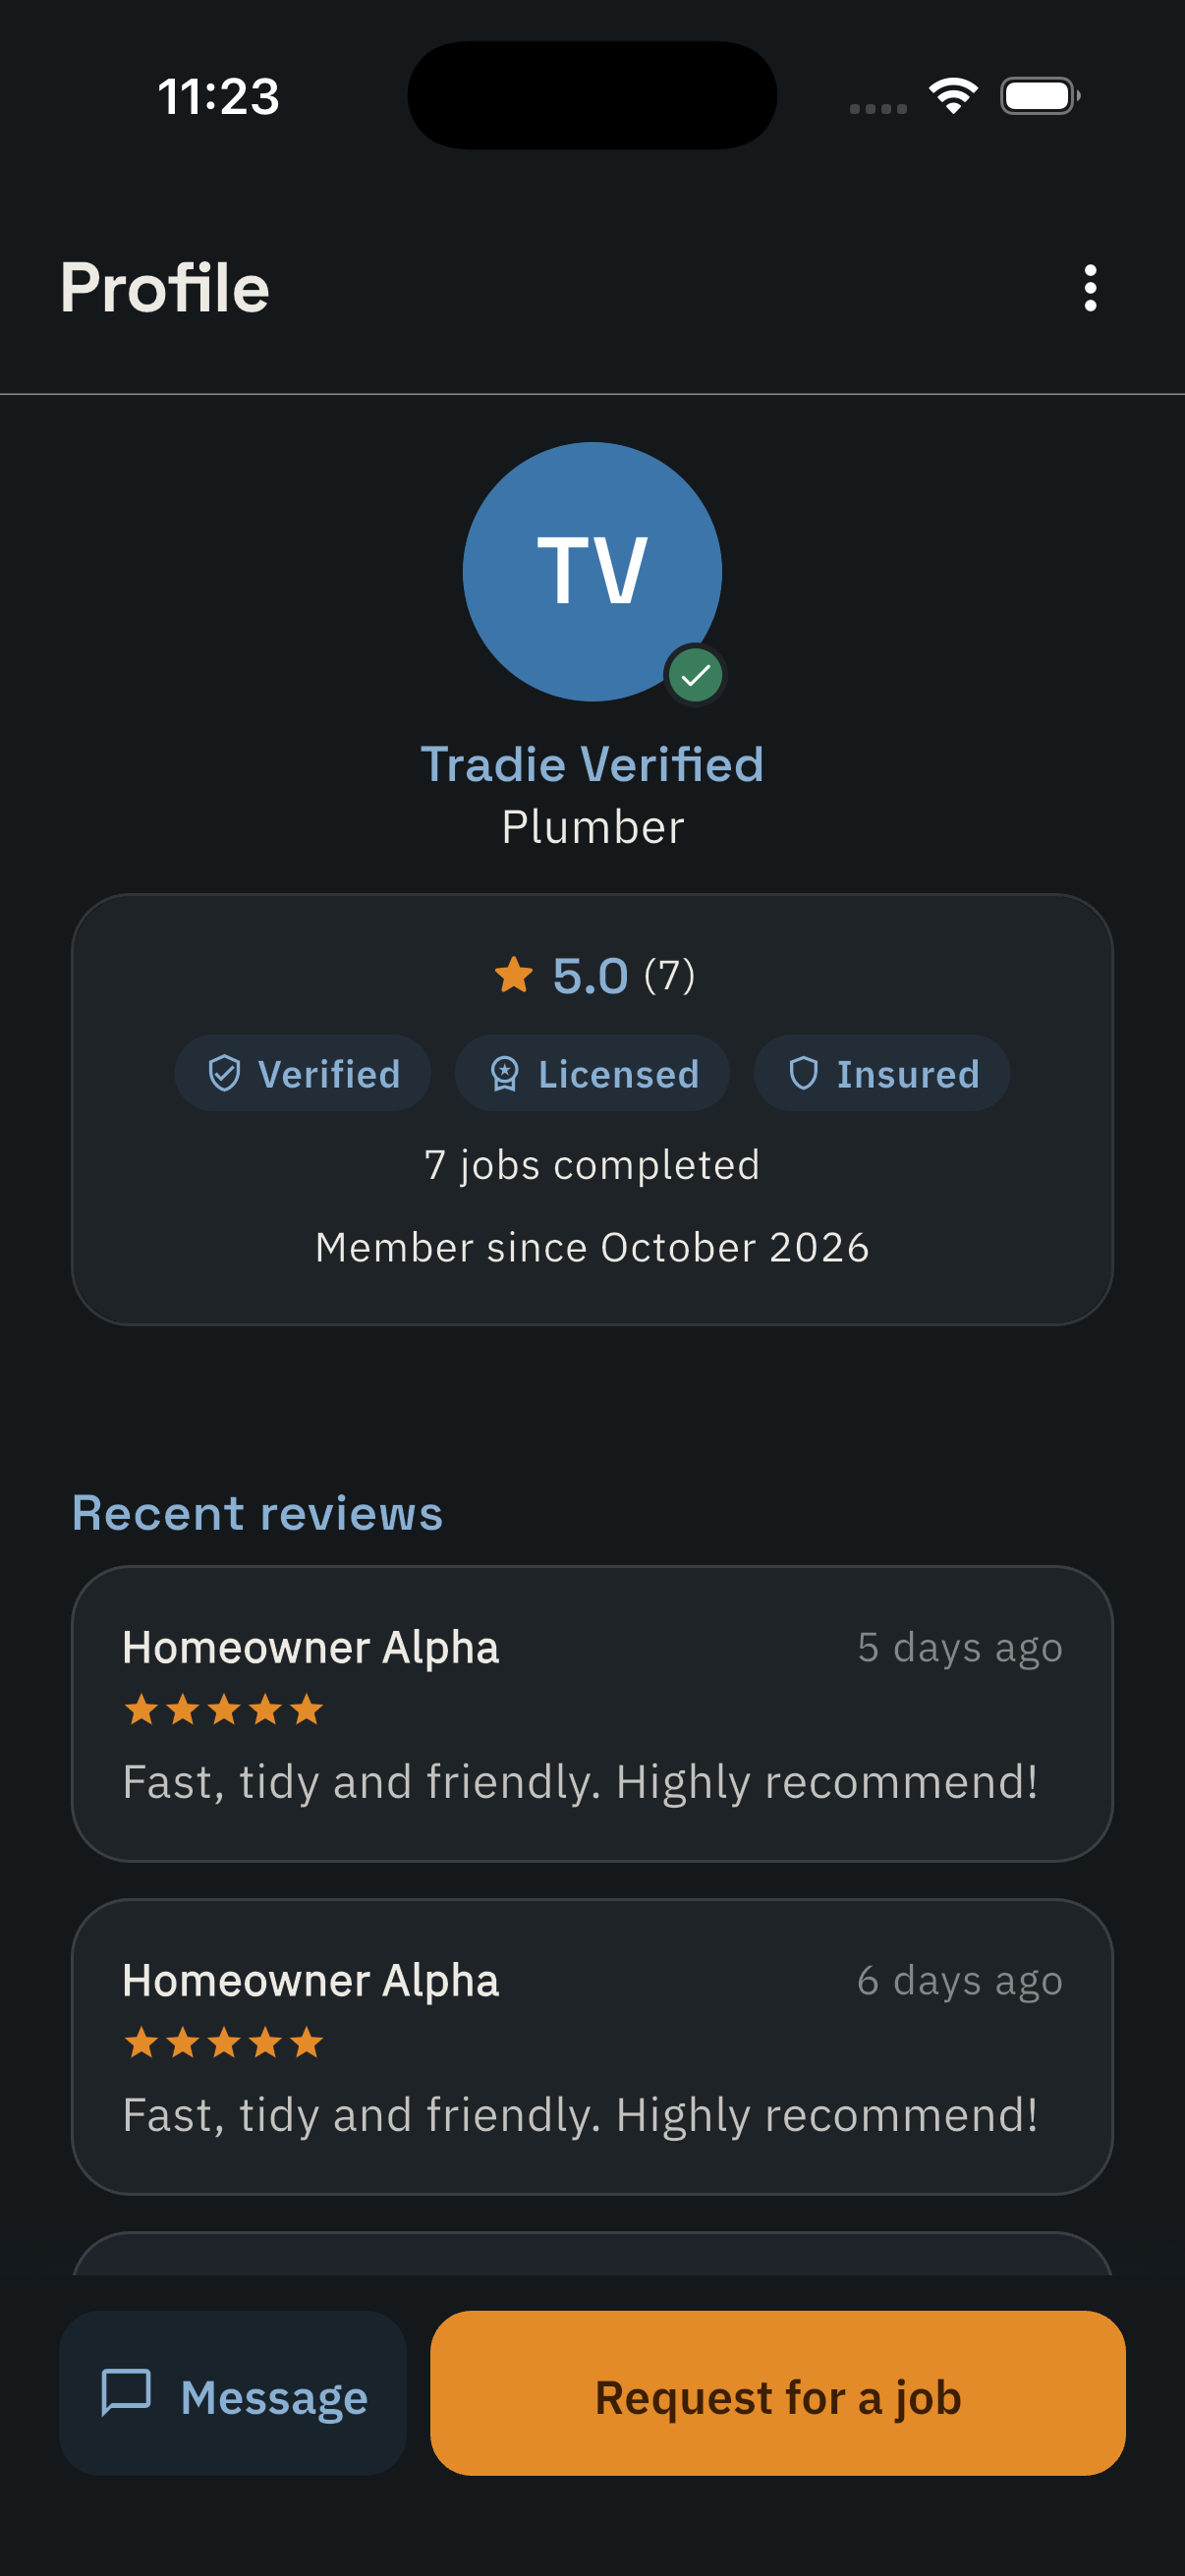 11:23
Profile
TV
Tradie Verified
Plumber
5.0 (7)
Verified Licensed Insured
7 jobs completed
Member since October 2026
Recent reviews
Homeowner Alpha 5 days ago
Fast, tidy and friendly. Highly recommend!
Homeowner Alpha 6 days ago
Fast, tidy and friendly. Highly recommend!
Message Request for a job